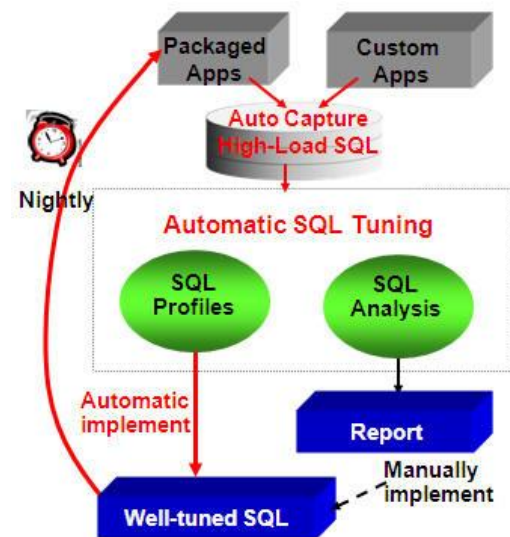 Packaged
Apps
Custom
Apps
Auto Capture
High-Load SQL
Nightly
Automatic SQL Tuning
SQL
Profiles
SQL
Analysis
Automatic
implement
Report
Manually
implement
Well-tuned SQL